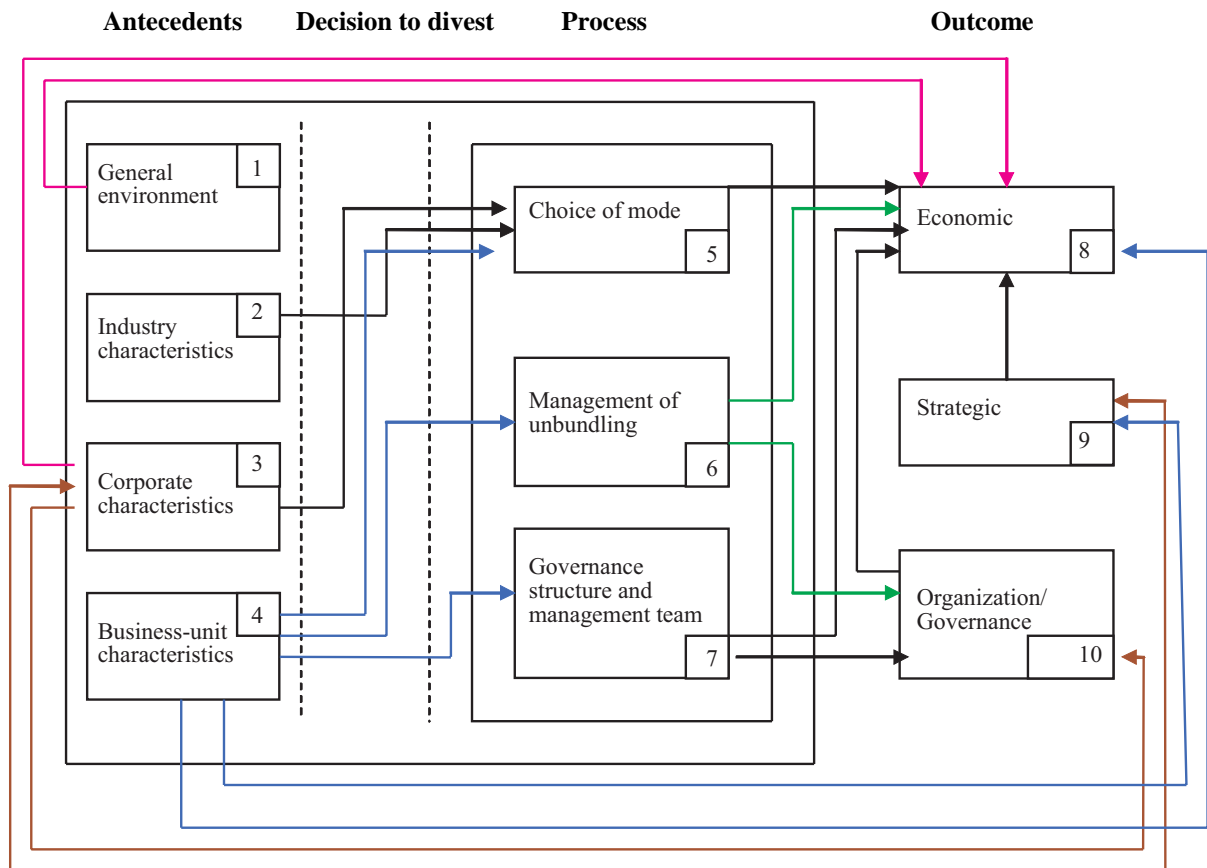 Antecedents
Decision to divest
Process
Outcome
General
environment
1
Industry
characteristics
2
Corporate
characteristics
3
Business-unit
characteristics
4
Choice of mode
5
Management of
unbundling
6
Governance
structure and
management team
7
Economic
8
Strategic
9
Organization/
Governance
10